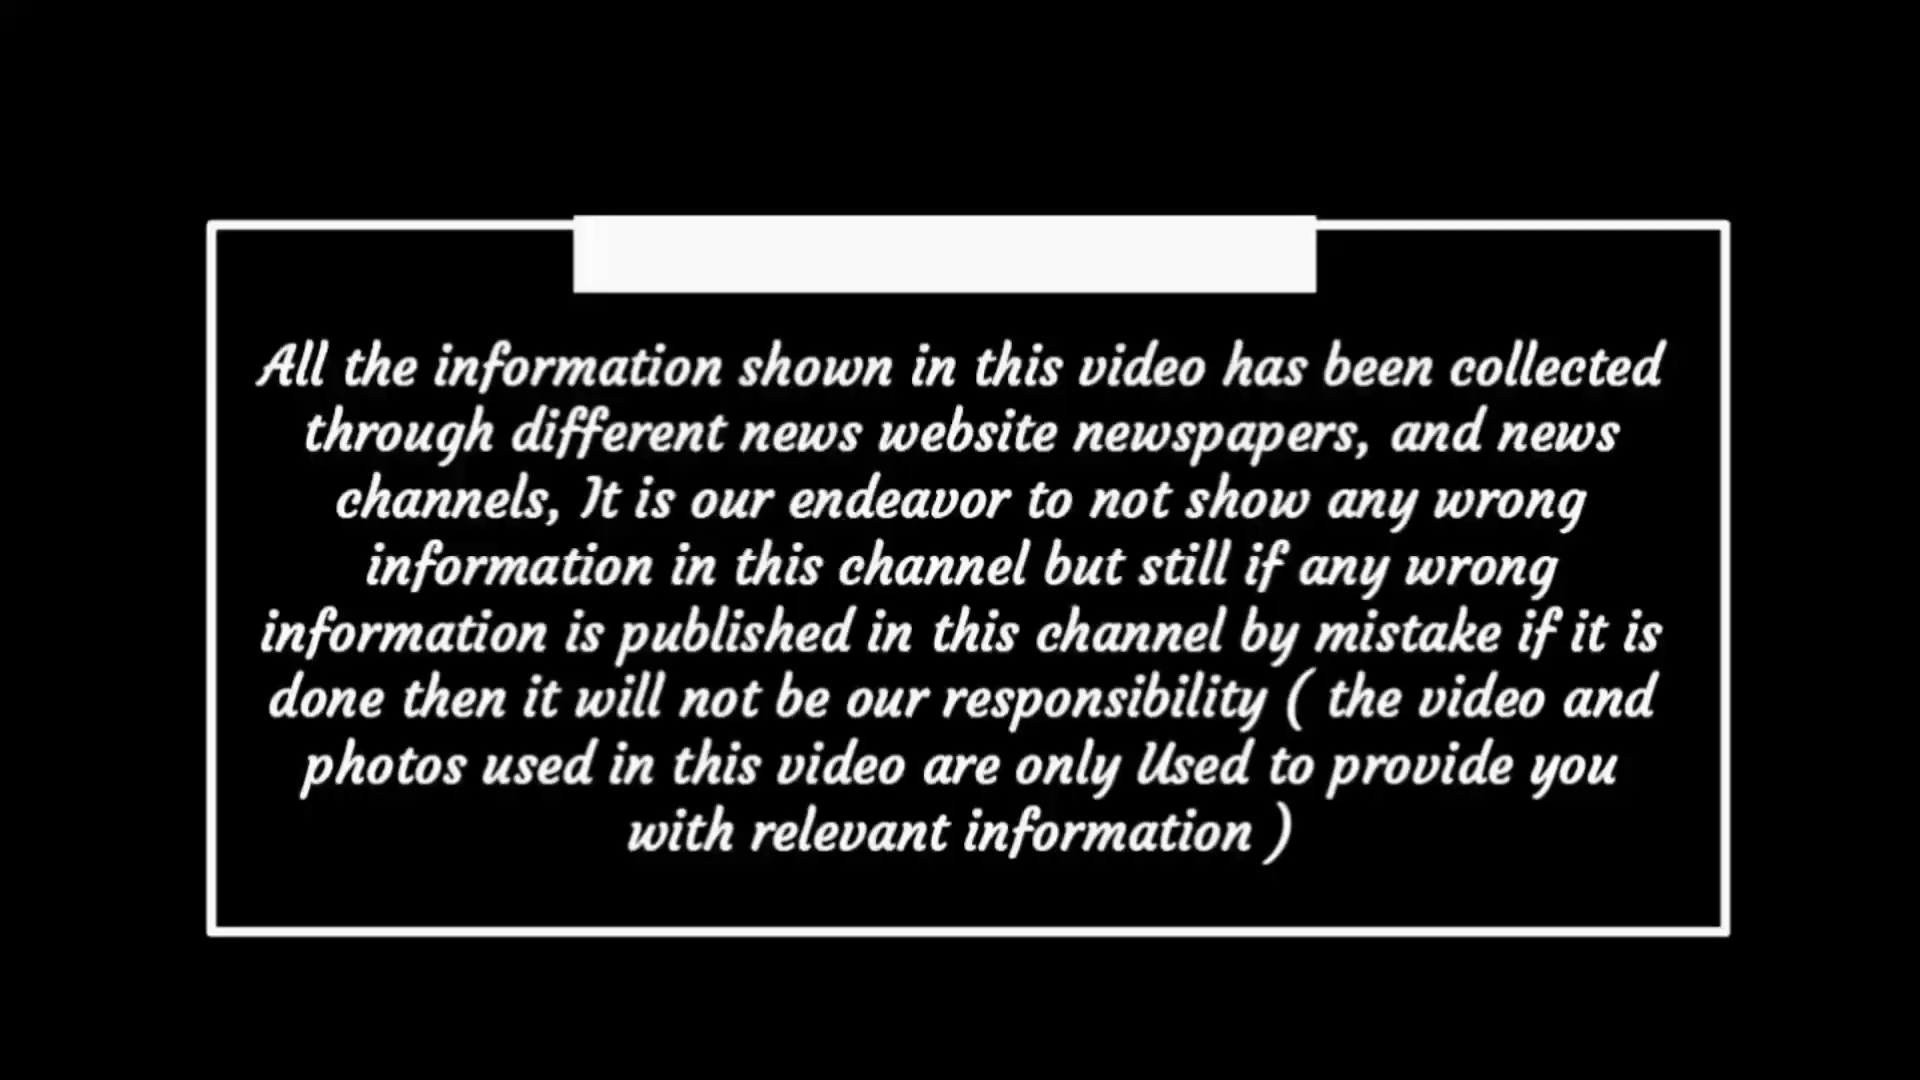 All the information shown in this video has been collected
through different news website newspapers, and news
channels, It is our endeavor to not show any wrong
information in this channel but still if any wrong
information is published in this channel by mistake if it is
done then it will not be our responsibility ( the video and
photos used in this video are only Used to provide you
with relevant information )